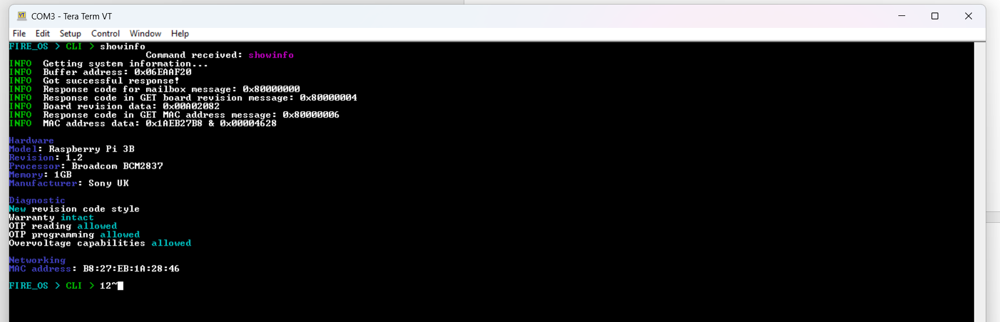 COM3 - Tera Term VT
File Edit Setup Control Window Help
FIRE_OS > CLI > showinfo
Command received: showinfo
INFO Getting system information...
INFO Buffer address: 0x06EAAF20
INFO Got successful response!
INFO Response code for mailbox message: 0x80000000
INFO Response code in GET board revision message: 0x80000004
INFO Board revision data: 0x00A02082
INFO Response code in GET MAC address message: 0x80000006
INFO MAC address data: 0x1AEB27B8 & 0x00004628
Hardware
Model: Raspberry Pi 3B
Revision: 1.2
Processor: Broadcom BCM2837
Memory: 1GB
Manufacturer: Sony UK
Diagnostic
New revision code style
Warranty intact
OTP reading allowed
OTP programming allowed
Overvoltage capabilities allowed
Networking
MAC address: B8:27:EB:1A:28:46
FIRE_OS > CLI > 12~